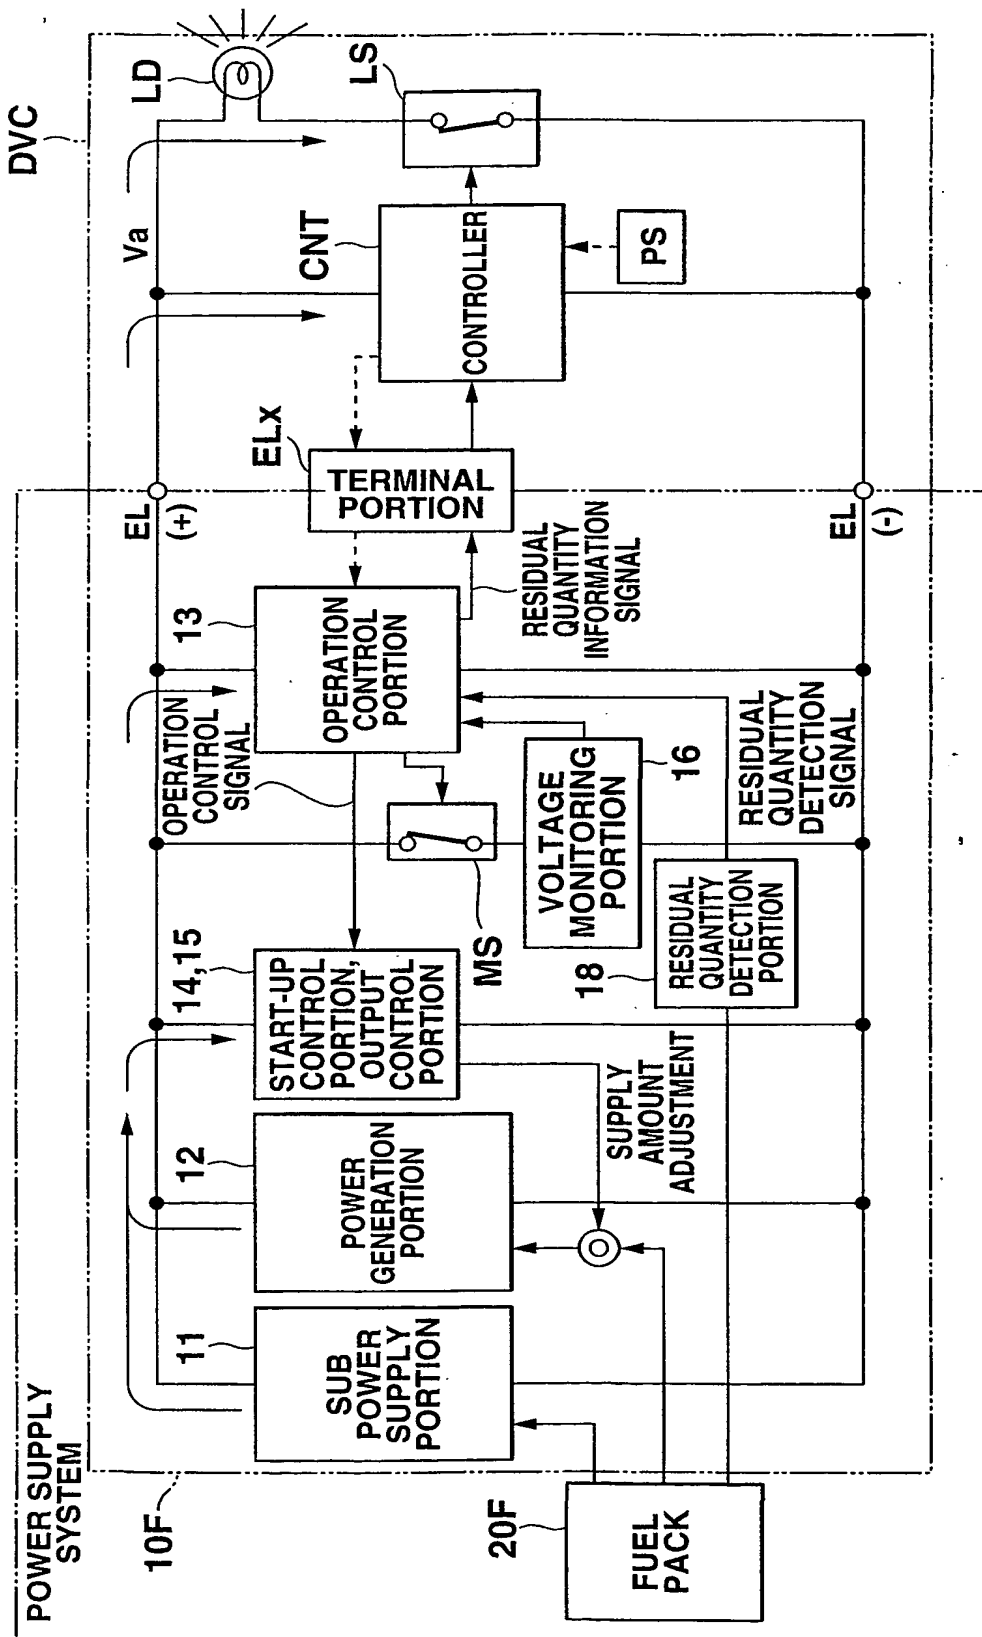 POWER SUPPLY
SYSTEM
10F
20F
FUEL
PACK
11
SUB
POWER
SUPPLY
PORTION
12
POWER
GENERATION
PORTION
14,15
START-UP
CONTROL
PORTION,
OUTPUT
CONTROL
PORTION
SUPPLY
AMOUNT
ADJUSTMENT
18
RESIDUAL
QUANTITY
DETECTION
PORTION
MS
OPERATION
CONTROL
SIGNAL
VOLTAGE
MONITORING
PORTION
16
RESIDUAL
QUANTITY
DETECTION
SIGNAL
13
OPERATION
CONTROL
PORTION
RESIDUAL
QUANTITY
INFORMATION
SIGNAL
EL
(+)
EL
(-)
ELx
TERMINAL
PORTION
Va
CNT
CONTROLLER
PS
DVC
LD
LS